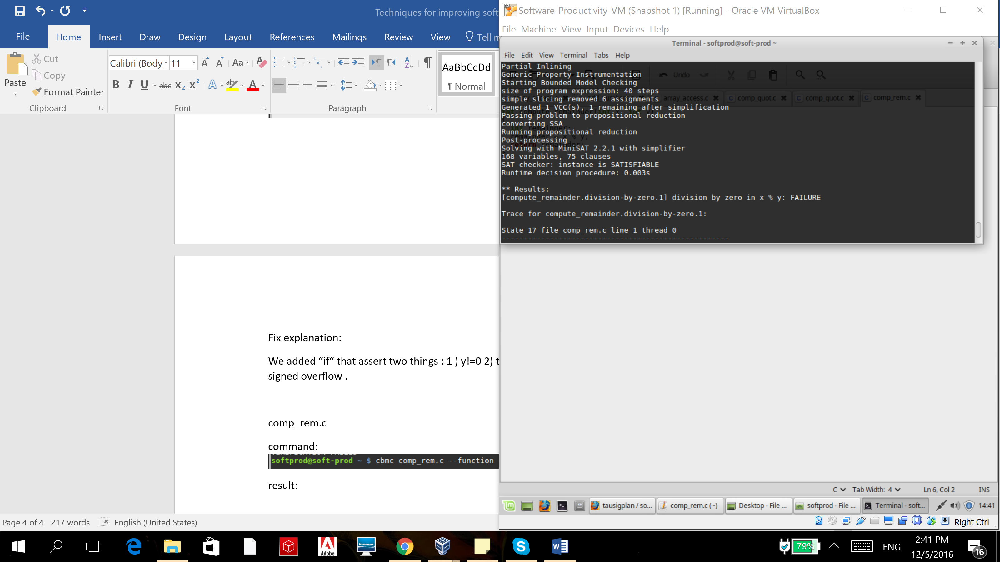 Techniques for improving soft
File
Home
Insert
Draw
Design
Layout
References
Mailings
Review
View
Tell m
Paste
Cut
Copy
Format Painter
Calibri (Body
11
AaBbCcDd
¶ Normal
Clipboard
Font
Paragraph
Fix explanation:
We added “if“ that assert two things : 1 ) y!=0 2) t
signed overflow .
comp_rem.c
command:
softprod@soft-prod ~ $ cbmc comp_rem.c --function
result:
Page 4 of 4
217 words
English (United States)
Software-Productivity-VM (Snapshot 1) [Running] - Oracle VM VirtualBox
File Machine View Input Devices Help
Terminal - softprod@soft-prod ~
File Edit View Terminal Tabs Help
Partial Inlining
Generic Property Instrumentation
Starting Bounded Model Checking
size of program expression: 40 steps
simple slicing removed 6 assignments
Generated 1 VCC(s), 1 remaining after simplification
Passing problem to propositional reduction
converting SSA
Running propositional reduction
Post-processing
Solving with MiniSAT 2.2.1 with simplifier
168 variables, 75 clauses
SAT checker: instance is SATISFIABLE
Runtime decision procedure: 0.003s
** Results:
[compute_remainder.division-by-zero.1] division by zero in x % y: FAILURE
Trace for compute_remainder.division-by-zero.1:
State 17 file comp_rem.c line 1 thread 0
----------------------------------------------------
Undo
array_access.c
comp_quot.c
comp_quot.c
comp_rem.c
C
Tab Width: 4
Ln 6, Col 2
INS
tausigplan / so...
comp_rem.c (~)
Desktop - File ...
softprod - File ...
Terminal - soft...
14:41
Right Ctrl
Adobe
lenovo
79%
ENG
2:41 PM
12/5/2016
16